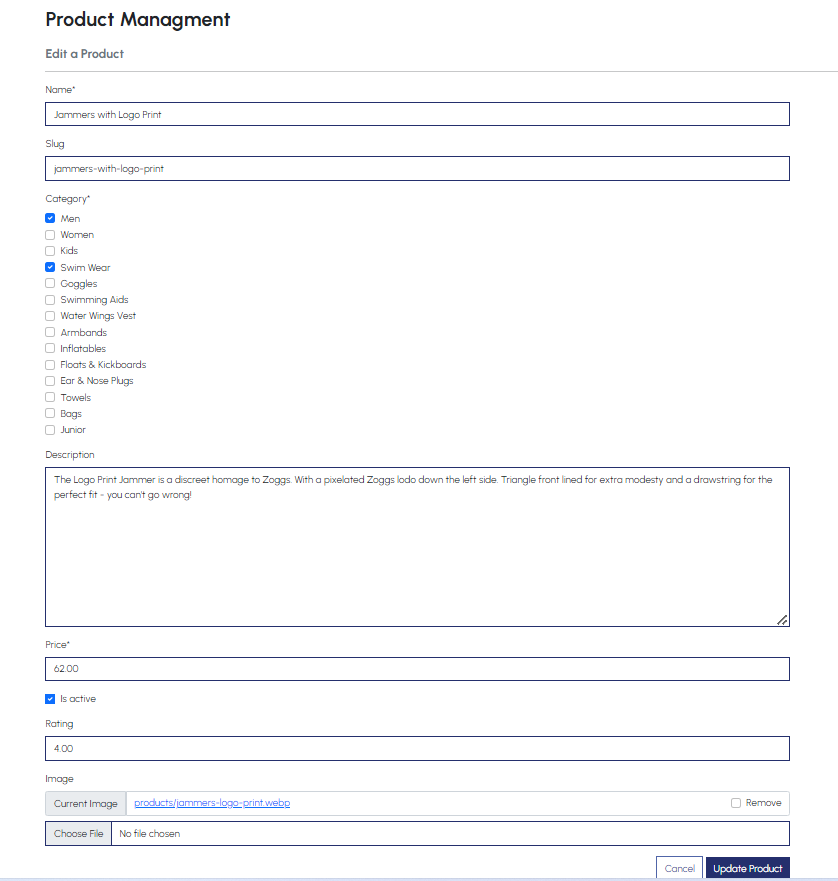 Product Managment
Edit a Product
Name*
Jammers with Logo Print
Slug
jammers-with-logo-print
Category*
Men
Women
Kids
Swim Wear
Goggles
Swimming Aids
Water Wings Vest
Armbands
Inflatables
Floats & Kickboards
Ear & Nose Plugs
Towels
Bags
Junior
Description
The Logo Print Jammer is a discreet homage to Zoggs. With a pixelated Zoggs lodo down the left side. Triangle front lined for extra modesty and a drawstring for the
perfect fit - you can't go wrong!
Price*
62.00
Is active
Rating
4.00
Image
Current Image products/jammers-logo-print.webp Remove
Choose File No file chosen
Cancel Update Product